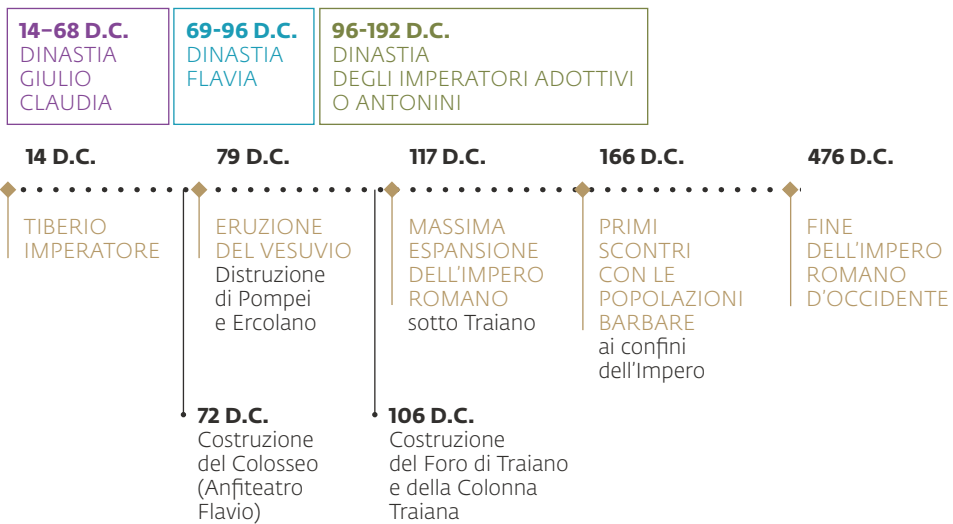 14–68 D.C.
DINASTIA
GIULIO
CLAUDIA
69-96 D.C.
DINASTIA
FLAVIA
96-192 D.C.
DINASTIA
DEGLI IMPERATORI ADOTTIVI
O ANTONINI
14 D.C.
TIBERIO
IMPERATORE
79 D.C.
ERUZIONE
DEL VESUVIO
Distruzione
di Pompei
e Ercolano
117 D.C.
MASSIMA
ESPANSIONE
DELL'IMPERO
ROMANO
sotto Traiano
166 D.C.
PRIMI
SCONTRI
CON LE
POPOLAZIONI
BARBARE
ai confini
dell'Impero
476 D.C.
FINE
DELL'IMPERO
ROMANO
D'OCCIDENTE
72 D.C.
Costruzione
del Colosseo
(Anfiteatro
Flavio)
106 D.C.
Costruzione
del Foro di Traiano
e della Colonna
Traiana